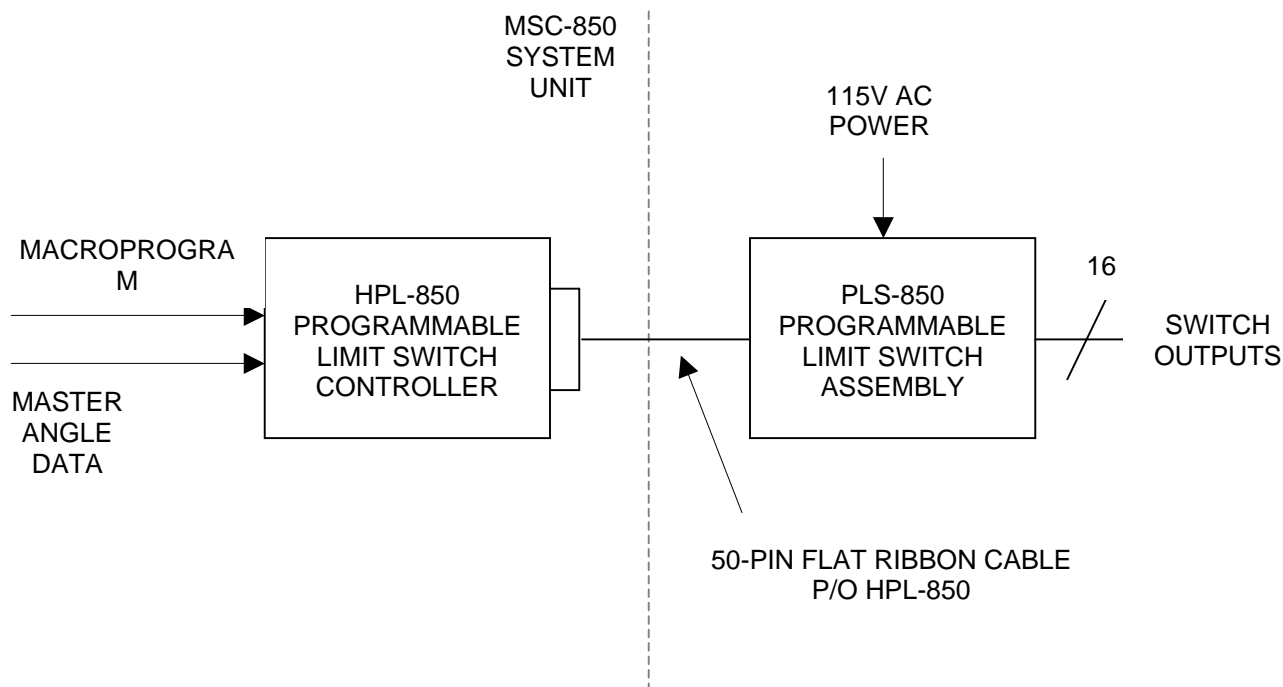 MSC-850
SYSTEM
UNIT
115V AC
POWER
MACROPROGRA
M
HPL-850
PROGRAMMABLE
LIMIT SWITCH
CONTROLLER
PLS-850
PROGRAMMABLE
LIMIT SWITCH
ASSEMBLY
16
SWITCH
OUTPUTS
MASTER
ANGLE
DATA
50-PIN FLAT RIBBON CABLE
P/O HPL-850